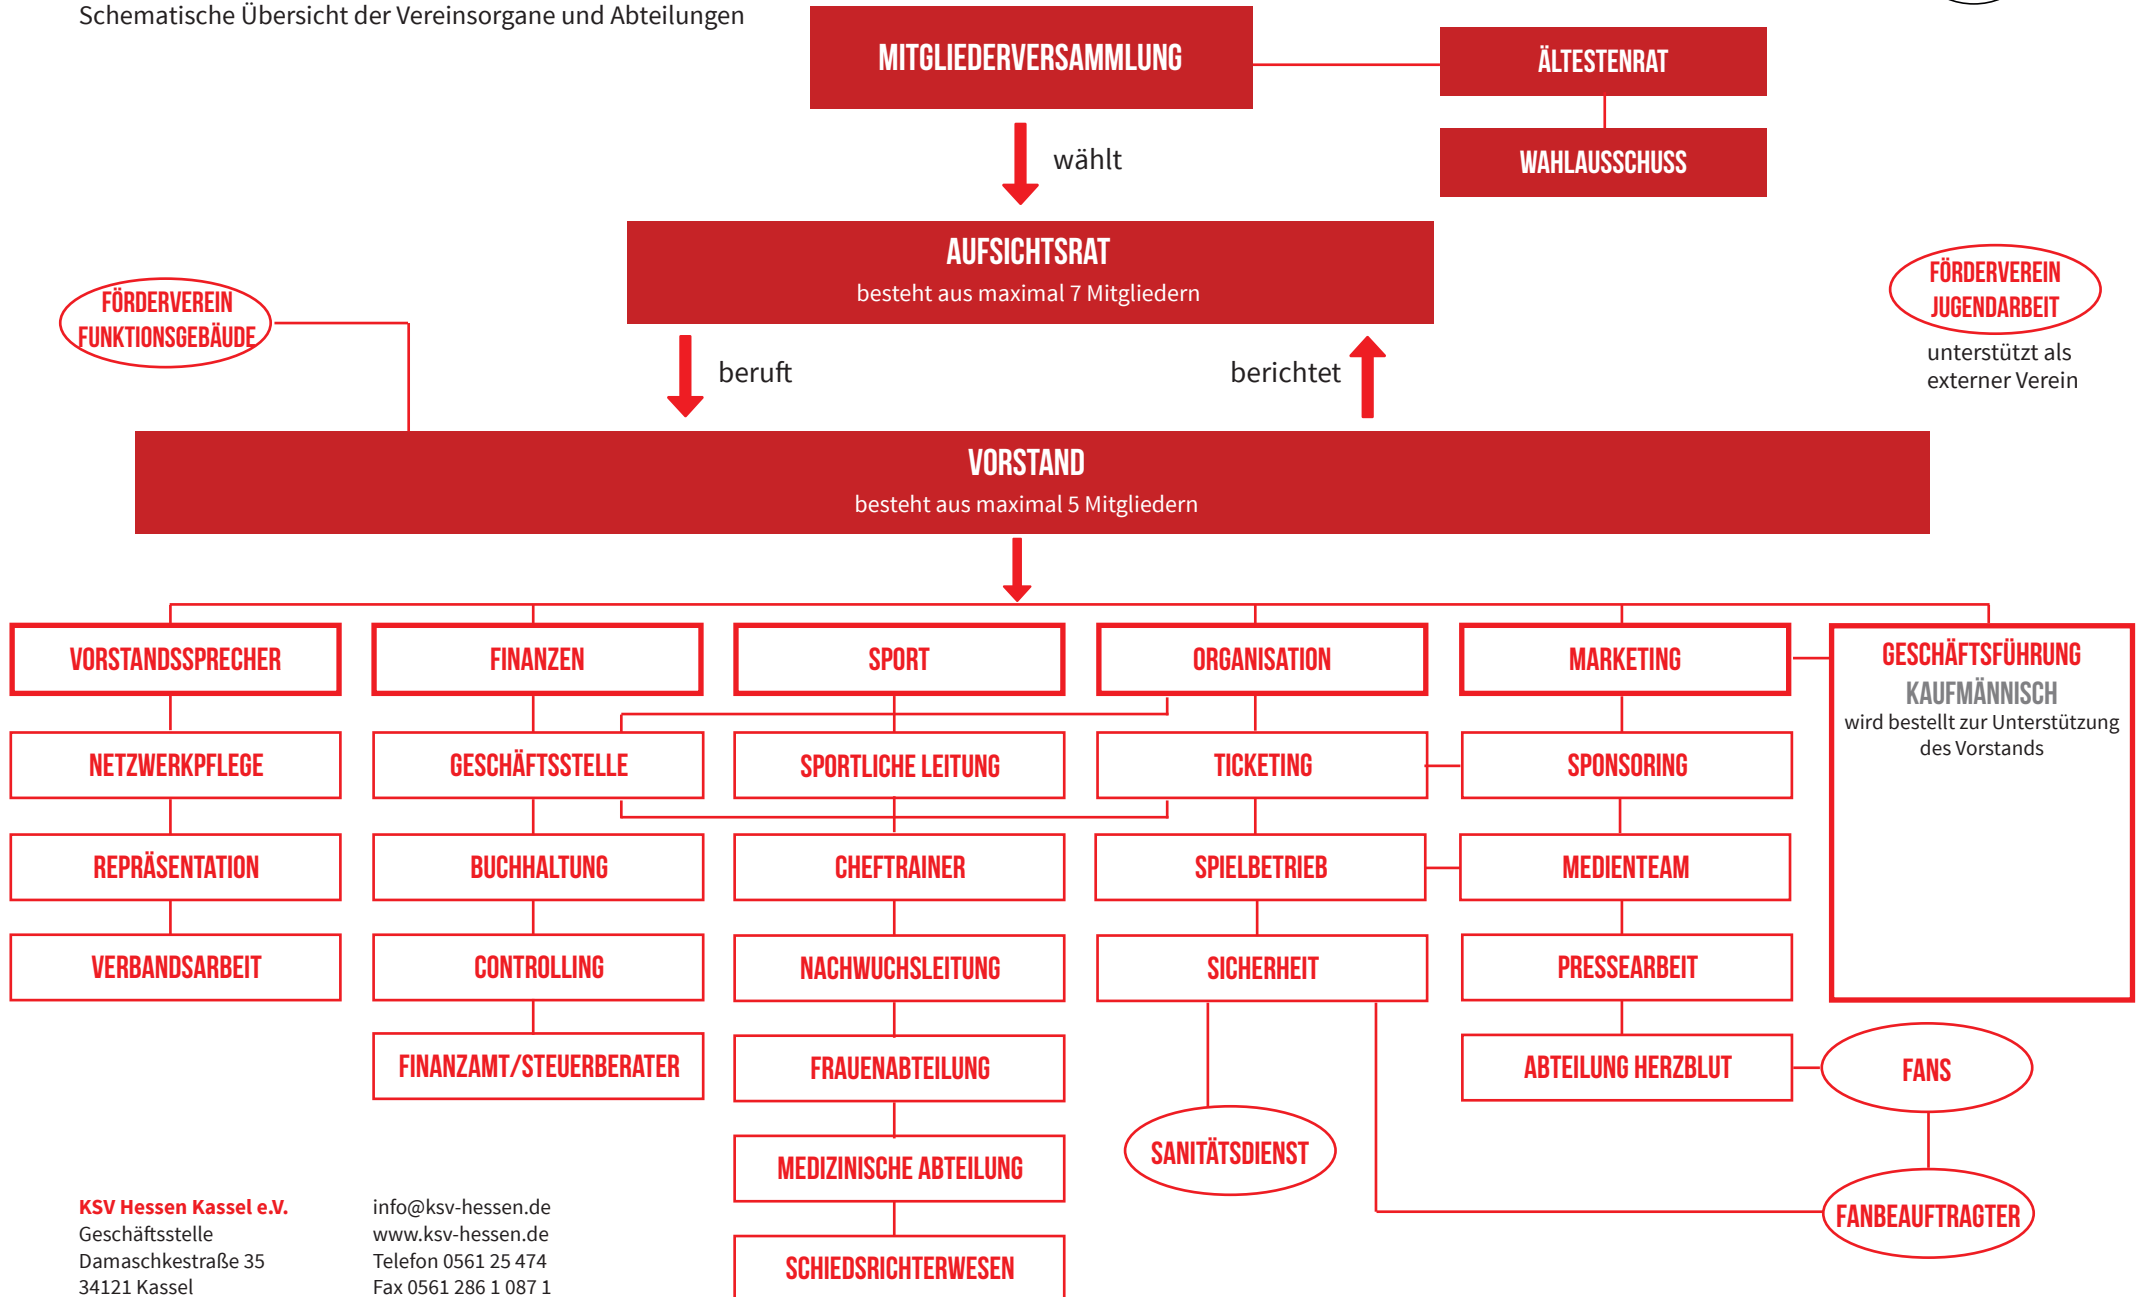 Schematische Übersicht der Vereinsorgane und Abteilungen
MITGLIEDERVERSAMMLUNG
ÄLTESTENRAT
wählt
WAHLAUSSCHUSS
AUFSICHTSRAT
besteht aus maximal 7 Mitgliedern
FÖRDERVEREIN
FUNKTIONSGEBÄUDE
FÖRDERVEREIN
JUGENDARBEIT
unterstützt als
externer Verein
beruft
berichtet
VORSTAND
besteht aus maximal 5 Mitgliedern
VORSTANDSSPRECHER
FINANZEN
SPORT
ORGANISATION
MARKETING
GESCHÄFTSFÜHRUNG
KAUFMÄNNISCH
wird bestellt zur Unterstützung
des Vorstands
NETZWERKPFLEGE
GESCHÄFTSSTELLE
SPORTLICHE LEITUNG
TICKETING
SPONSORING
REPRÄSENTATION
BUCHHALTUNG
CHEFTRAINER
SPIELBETRIEB
MEDIENTEAM
VERBANDSARBEIT
CONTROLLING
NACHWUCHSLEITUNG
SICHERHEIT
PRESSEARBEIT
FINANZAMT/STEUERBERATER
FRAUENABTEILUNG
ABTEILUNG HERZBLUT
FANS
SANITÄTSDIENST
MEDIZINISCHE ABTEILUNG
FANBEAUFTRAGTER
SCHIEDSRICHTERWESEN
KSV Hessen Kassel e.V.
Geschäftsstelle
Damaschkestraße 35
34121 Kassel
info@ksv-hessen.de
www.ksv-hessen.de
Telefon 0561 25 474
Fax 0561 286 1 087 1